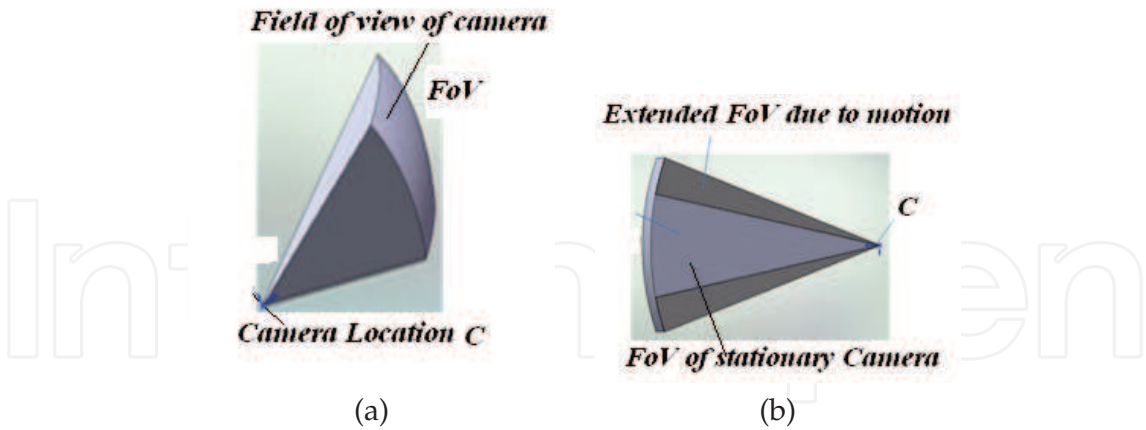 Field of view of camera
FoV
Camera Location C
(a)
Extended FoV due to motion
C
FoV of stationary Camera
(b)